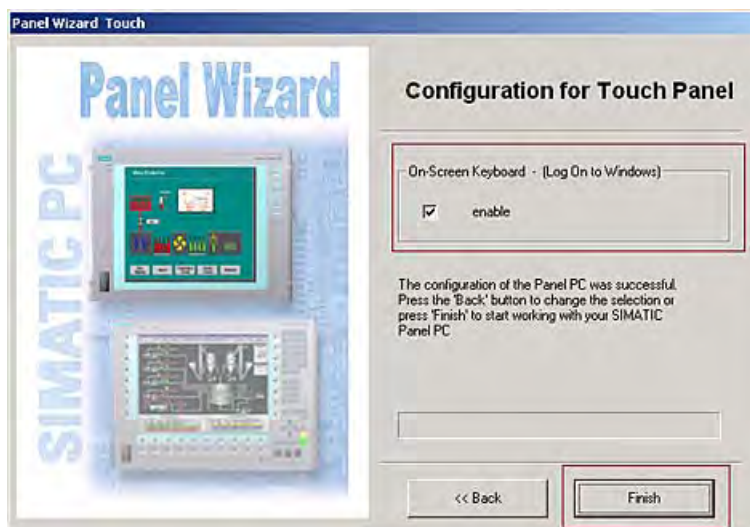 Panel Wizard Touch
Panel Wizard
SIMATIC PC
Configuration for Touch Panel
On-Screen Keyboard - (Log On to Windows)
enable
The configuration of the Panel PC was successful.
Press the 'Back' button to change the selection or
press 'Finish' to start working with your SIMATIC
Panel PC
<< Back
Finish